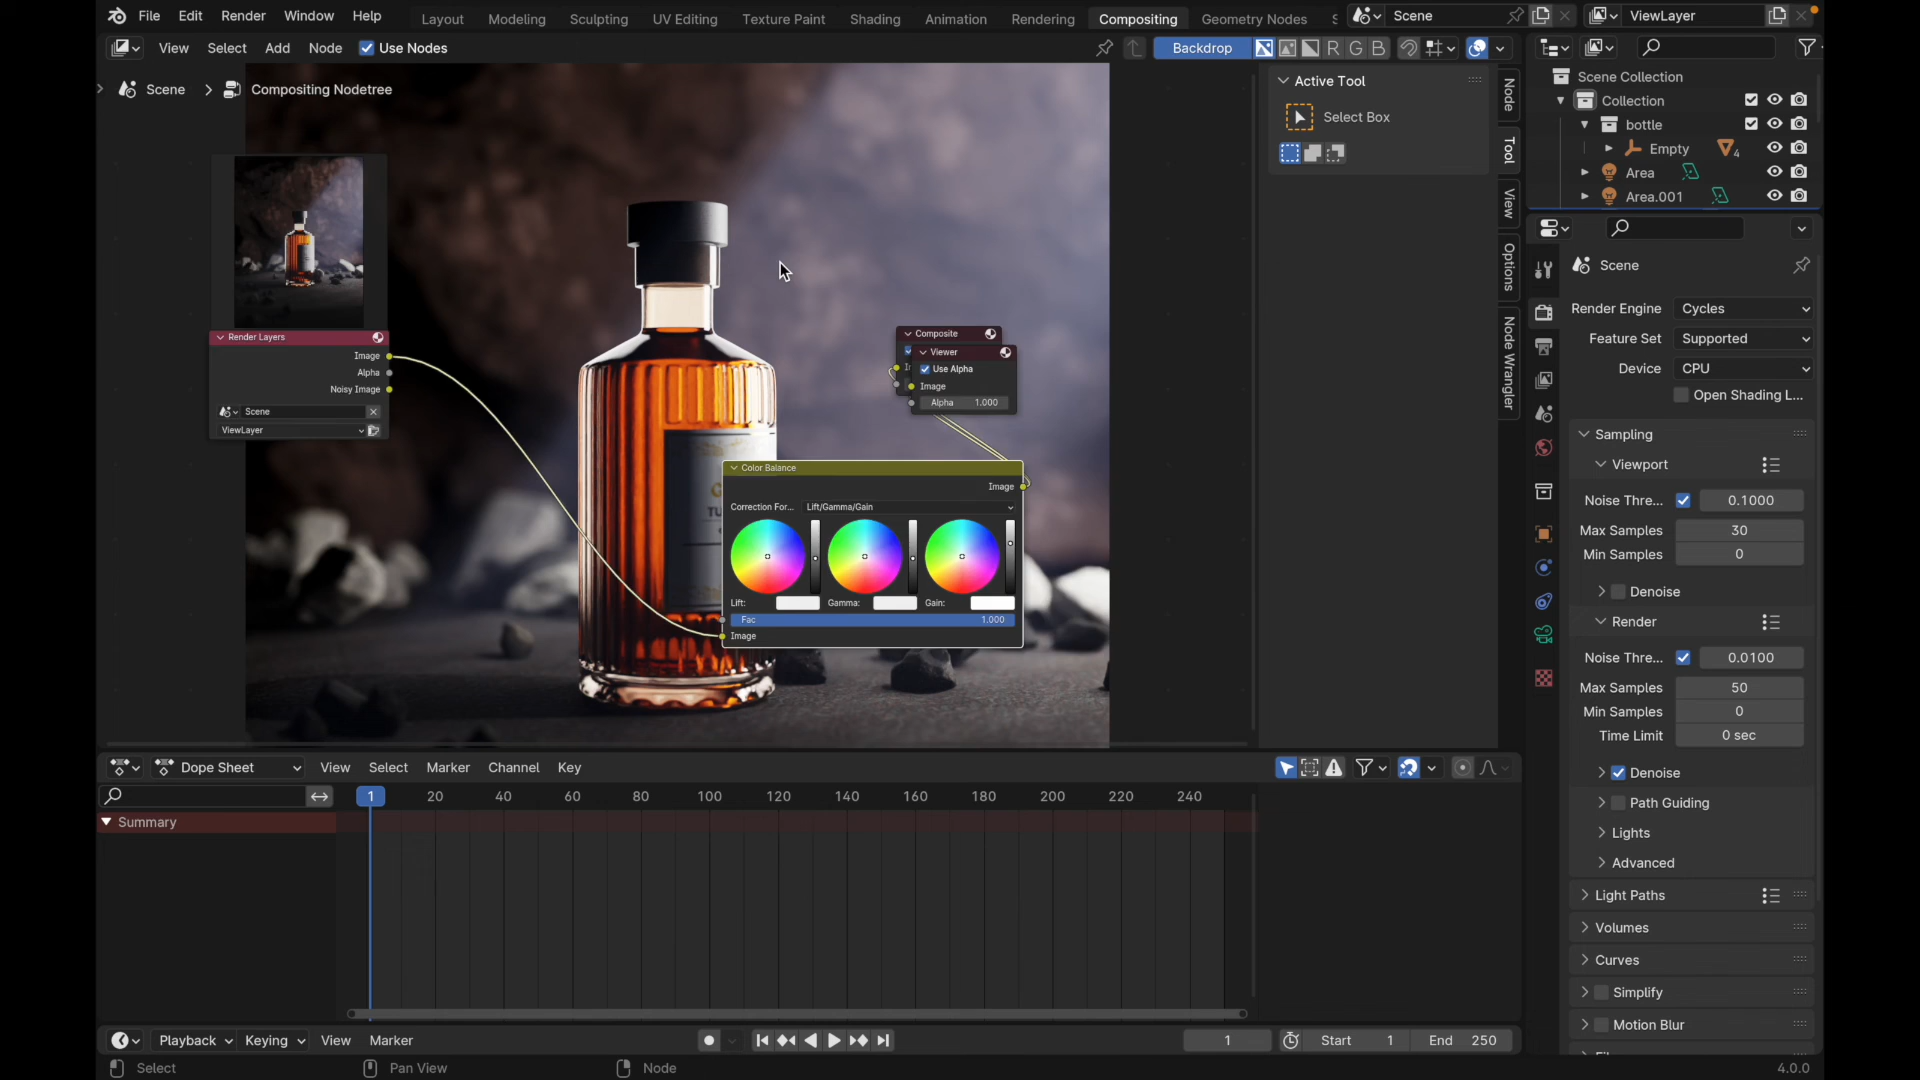 File Edit Render Window Help Layout Modeling Sculpting UV Editing Texture Paint Shading Animation Rendering Compositing Geometry Nodes Scene ViewLayer
View Select Add Node Use Nodes Backdrop R G B
Scene > Compositing Nodetree
Active Tool
Select Box
Node
Tool
View
Options
Node Wrangler
Scene Collection
Collection
bottle
Empty 4
Area
Area.001
Render Layers
Image
Alpha
Noisy Image
Scene
ViewLayer
Composite
Viewer
Use Alpha
Image
Alpha 1.000
Color Balance
Image
Correction For... Lift/Gamma/Gain
Lift: Gamma: Gain:
Fac 1.000
Image
Scene
Render Engine Cycles
Feature Set Supported
Device CPU
Open Shading L...
Sampling
Viewport
Noise Thre... 0.1000
Max Samples 30
Min Samples 0
Denoise
Render
Noise Thre... 0.0100
Max Samples 50
Min Samples 0
Time Limit 0 sec
Denoise
Path Guiding
Lights
Advanced
Light Paths
Volumes
Curves
Simplify
Motion Blur
Dope Sheet View Select Marker Channel Key
1 20 40 60 80 100 120 140 160 180 200 220 240
Summary
Playback Keying View Marker 1 Start 1 End 250
Select Pan View Node 4.0.0